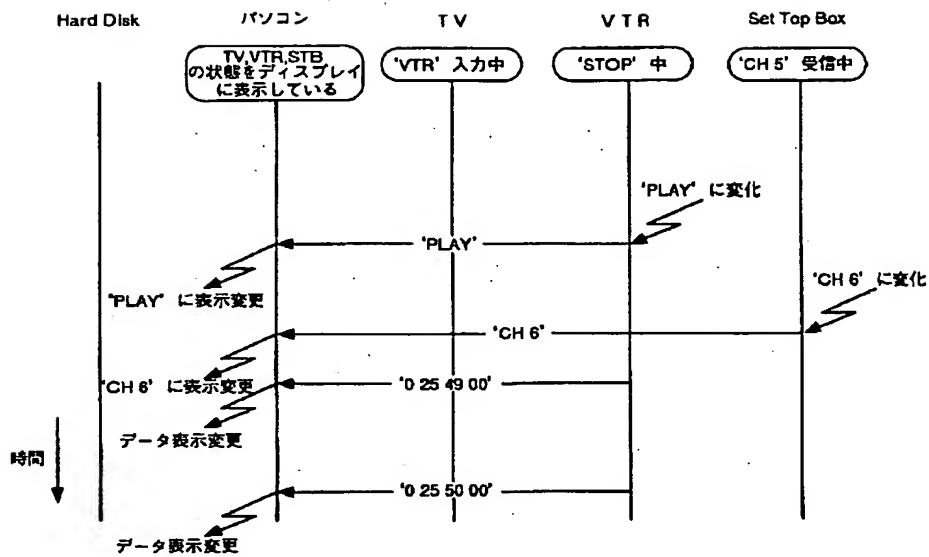 Hard Disk
パソコン
T V
V T R
Set Top Box
TV,VTR,STB
の状態をディスプレイ
に表示している
'VTR' 入力中
'STOP' 中
'CH 5' 受信中
'PLAY' に変化
'PLAY'
'PLAY' に表示変更
'CH 6' に変化
'CH 6'
'CH 6' に表示変更
'0 25 49 00'
データ表示変更
時間
'0 25 50 00'
データ表示変更